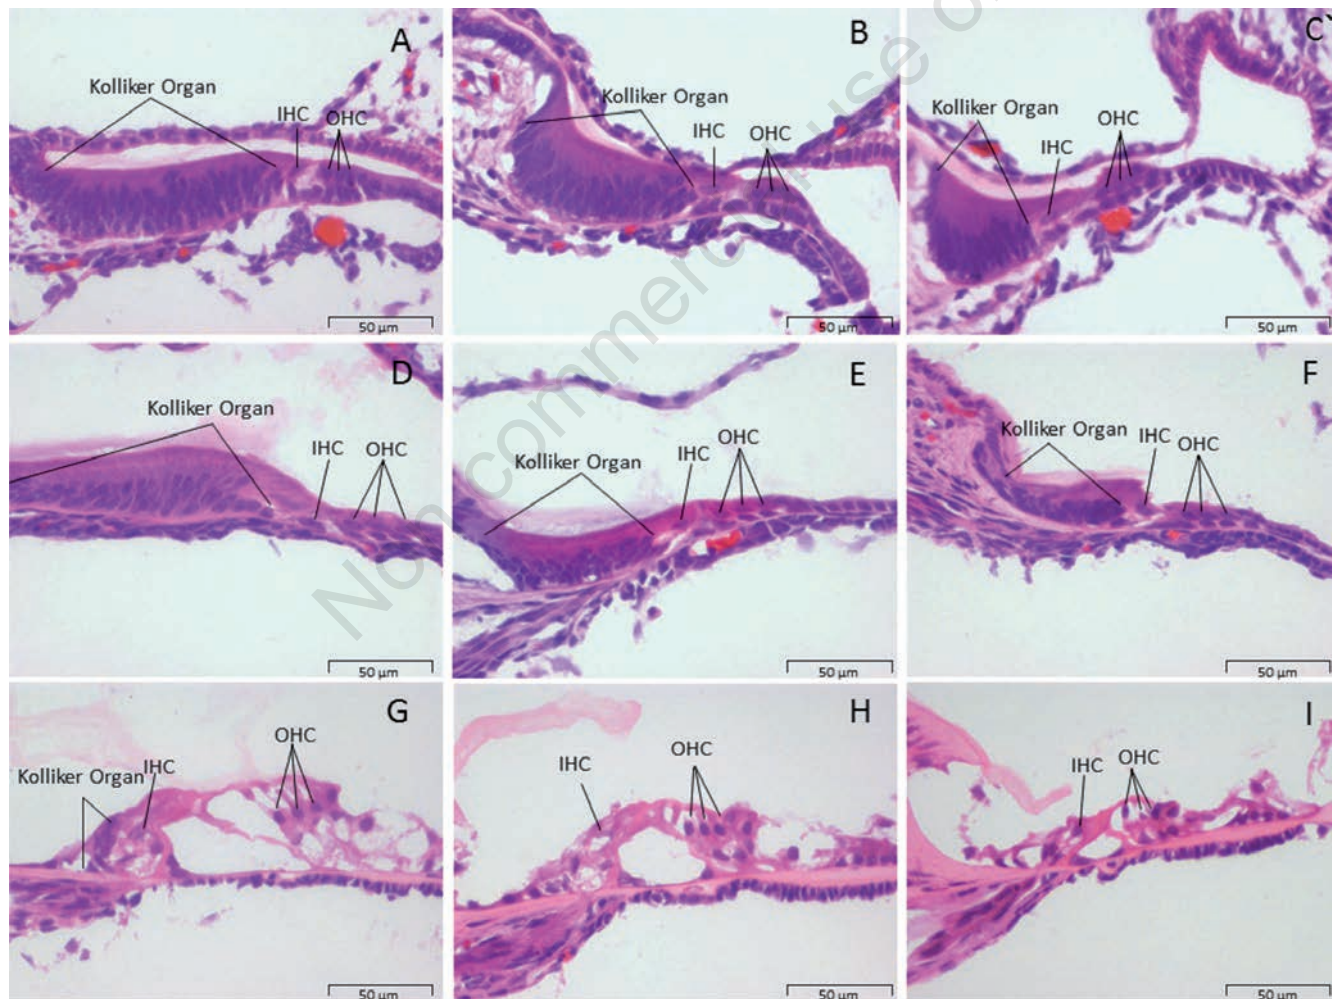 A
Kolliker Organ
IHC
OHC
50 µm
B
Kolliker Organ
IHC
OHC
50 µm
C`
Kolliker Organ
IHC
OHC
50 µm
D
Kolliker Organ
IHC
OHC
50 µm
E
Kolliker Organ
IHC
OHC
50 µm
F
Kolliker Organ
IHC
OHC
50 µm
G
Kolliker Organ
IHC
OHC
50 µm
H
IHC
OHC
50 µm
I
IHC
OHC
50 µm